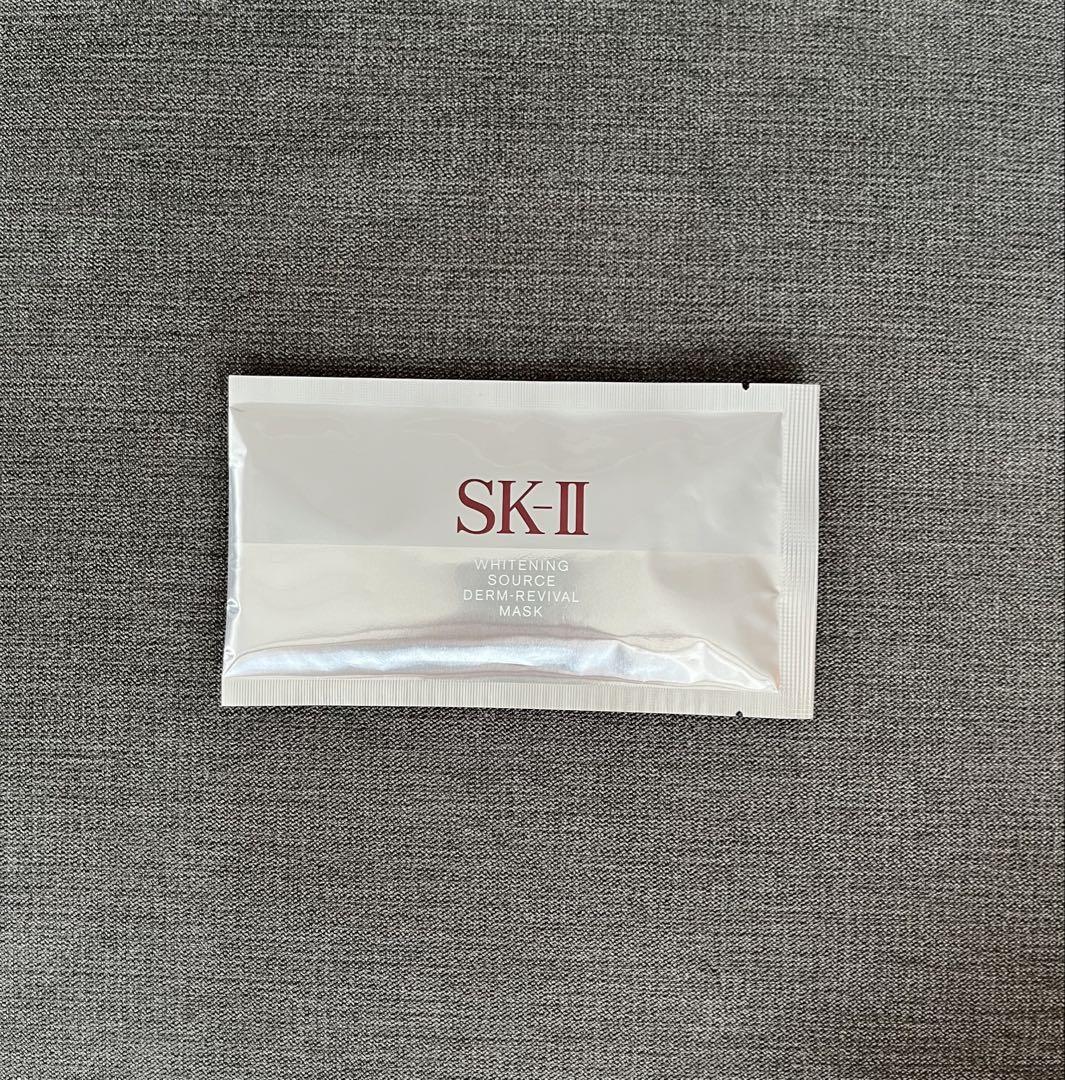 SK-II
WHITENING
SOURCE
DERM-REVIVAL
MASK